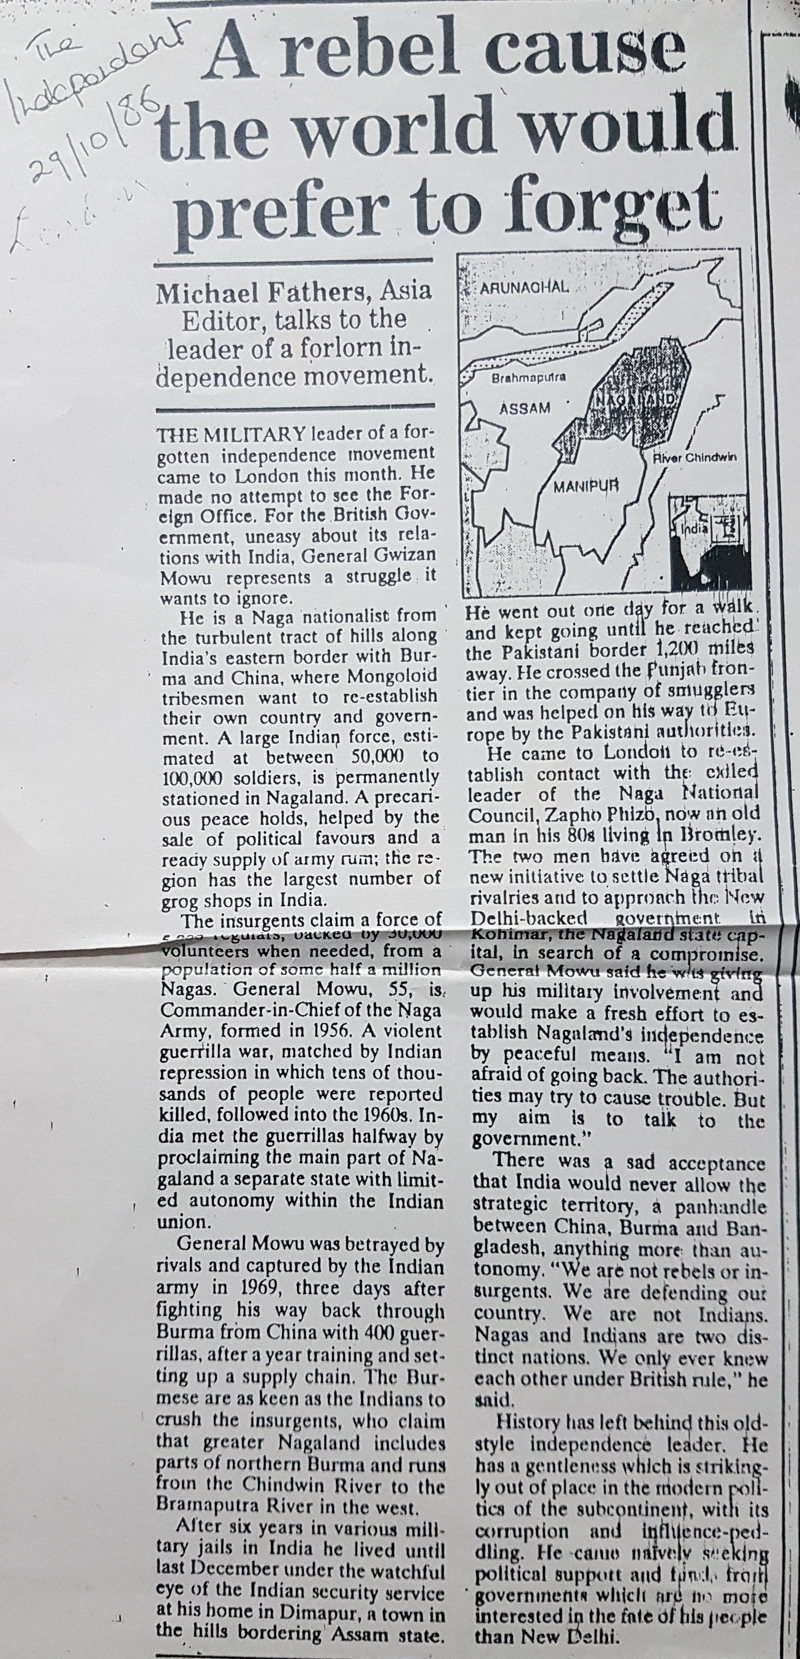 The
Independent
29/10/86
London
A rebel cause
the world would
prefer to forget
Michael Fathers, Asia
Editor, talks to the
leader of a forlorn in-
dependence movement.
THE MILITARY leader of a for-
gotten independence movement
came to London this month. He
made no attempt to see the For-
eign Office. For the British Gov-
ernment, uneasy about its rela-
tions with India, General Gwizan
Mowu represents a struggle it
wants to ignore.
He is a Naga nationalist from
the turbulent tract of hills along
India's eastern border with Bur-
ma and China, where Mongoloid
tribesmen want to re-establish
their own country and govern-
ment. A large Indian force, esti-
mated at between 50,000 to
100,000 soldiers, is permanently
stationed in Nagaland. A precari-
ous peace holds, helped by the
sale of political favours and a
ready supply of army rum; the re-
gion has the largest number of
grog shops in India.
The insurgents claim a force of
regulars, backed by 30,000
volunteers when needed, from a
population of some half a million
Nagas. General Mowu, 55, is
Commander-in-Chief of the Naga
Army, formed in 1956. A violent
guerrilla war, matched by Indian
repression in which tens of thou-
sands of people were reported
killed, followed into the 1960s. In-
dia met the guerrillas halfway by
proclaiming the main part of Na-
galand a separate state with limit-
ed autonomy within the Indian
union.
General Mowu was betrayed by
rivals and captured by the Indian
army in 1969, three days after
fighting his way back through
Burma from China with 400 guer-
rillas, after a year training and set-
ting up a supply chain. The Bur-
mese are as keen as the Indians to
crush the insurgents, who claim
that greater Nagaland includes
parts of northern Burma and runs
from the Chindwin River to the
Bramaputra River in the west.
After six years in various mili-
tary jails in India he lived until
last December under the watchful
eye of the Indian security service
at his home in Dimapur, a town in
the hills bordering Assam state.
ARUNACHAL
Brahmaputra
ASSAM
NAGALAND
River Chindwin
MANIPUR
India
He went out one day for a walk
and kept going until he reached
the Pakistani border 1,200 miles
away. He crossed the Punjab fron-
tier in the company of smugglers
and was helped on his way to Eu-
rope by the Pakistani authorities.
He came to London to re-es-
tablish contact with the exiled
leader of the Naga National
Council, Zapho Phizo, now an old
man in his 80s living in Bromley.
The two men have agreed on a
new initiative to settle Naga tribal
rivalries and to approach the New
Delhi-backed government in
Kohimar, the Nagaland state cap-
ital, in search of a compromise.
General Mowu said he was giving
up his military involvement and
would make a fresh effort to es-
tablish Nagaland's independence
by peaceful means. "I am not
afraid of going back. The authori-
ties may try to cause trouble. But
my aim is to talk to the
government."
There was a sad acceptance
that India would never allow the
strategic territory, a panhandle
between China, Burma and Ban-
gladesh, anything more than au-
tonomy. "We are not rebels or in-
surgents. We are defending our
country. We are not Indians.
Nagas and Indians are two dis-
tinct nations. We only ever knew
each other under British rule," he
said.
History has left behind this old-
style independence leader. He
has a gentleness which is striking-
ly out of place in the modern poli-
tics of the subcontinent, with its
corruption and influence-ped-
dling. He came naively seeking
political support and funds from
governments which are no more
interested in the fate of his people
than New Delhi.